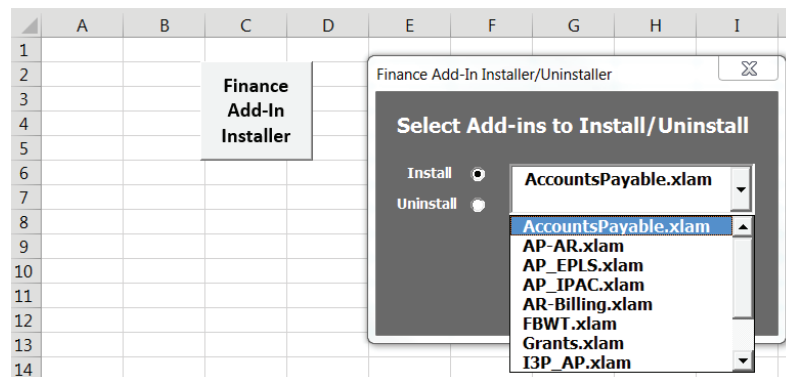 A B C D E F G H I
1
2
3
4
5
6
7
8
9
10
11
12
13
14
Finance
Add-In
Installer
Finance Add-In Installer/Uninstaller
Select Add-ins to Install/Uninstall
Install
Uninstall
AccountsPayable.xlam
AccountsPayable.xlam
AP-AR.xlam
AP_EPLS.xlam
AP_IPAC.xlam
AR-Billing.xlam
FBWT.xlam
Grants.xlam
I3P_AP.xlam